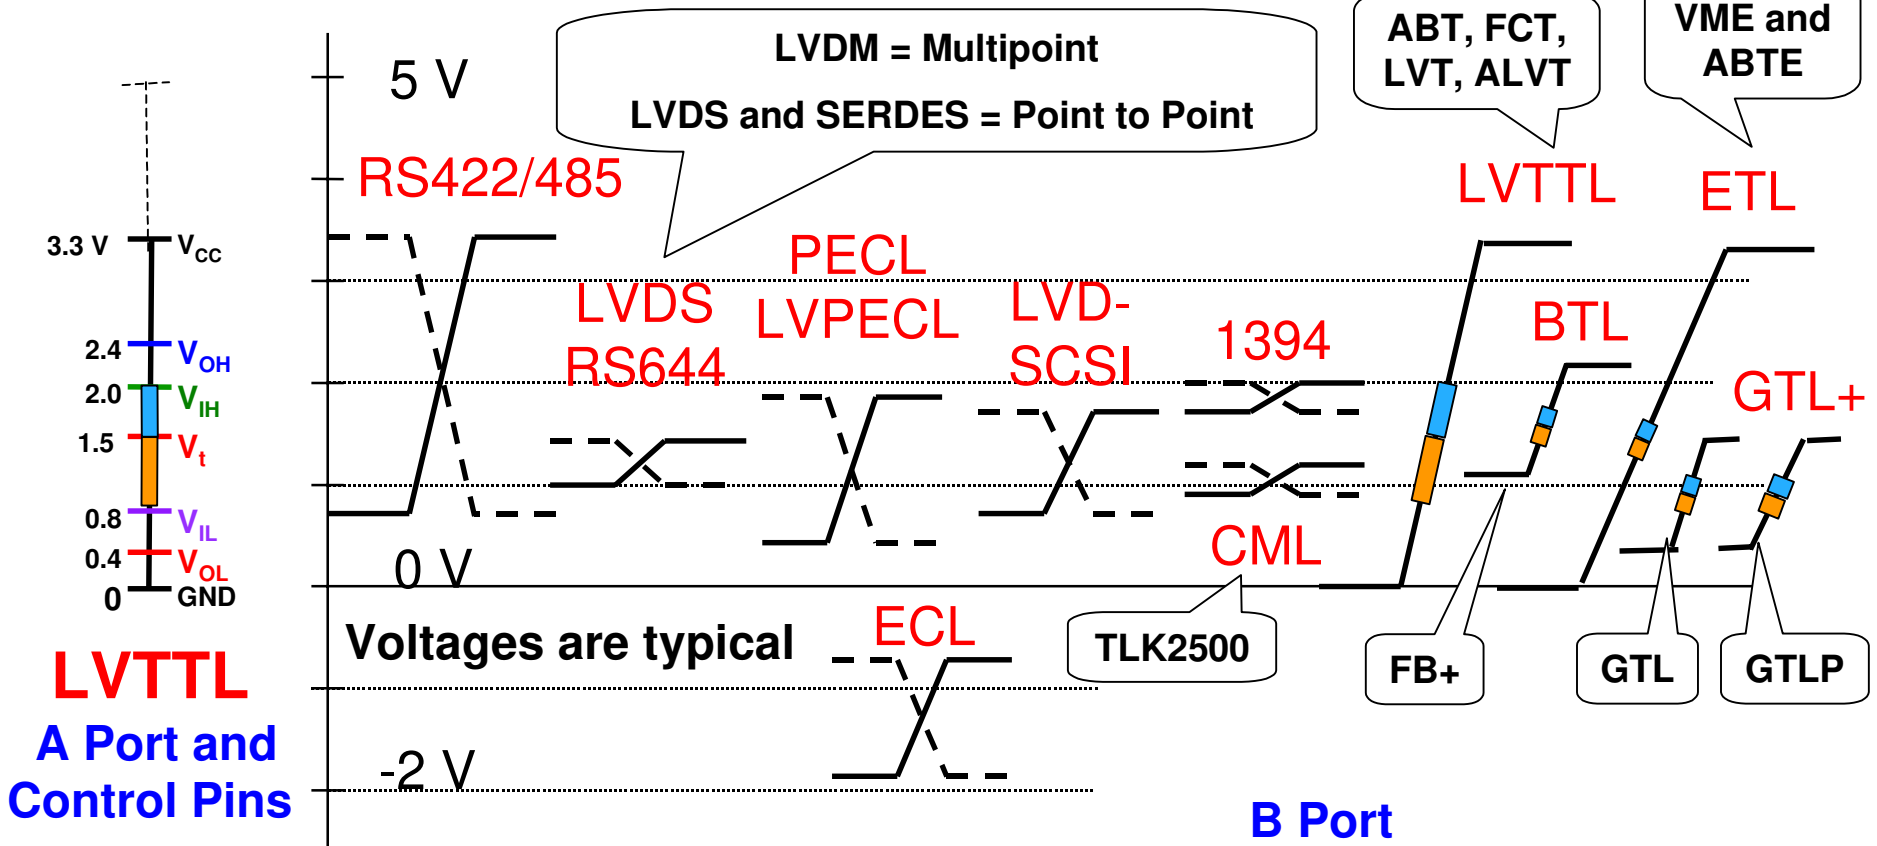 LVDM = Multipoint
LVDS and SERDES = Point to Point
ABT, FCT,
LVT, ALVT
VME and
ABTE
5 V
RS422/485
LVTTL
ETL
3.3 V
VCC
2.4
VOH
2.0
VIH
1.5
Vt
0.8
VIL
0.4
VOL
0
GND
LVDS
RS644
PECL
LVPECL
LVD-
SCSI
1394
BTL
GTL+
CML
0 V
Voltages are typical
ECL
TLK2500
FB+
GTL
GTLP
LVTTL
A Port and
Control Pins
-2 V
B Port